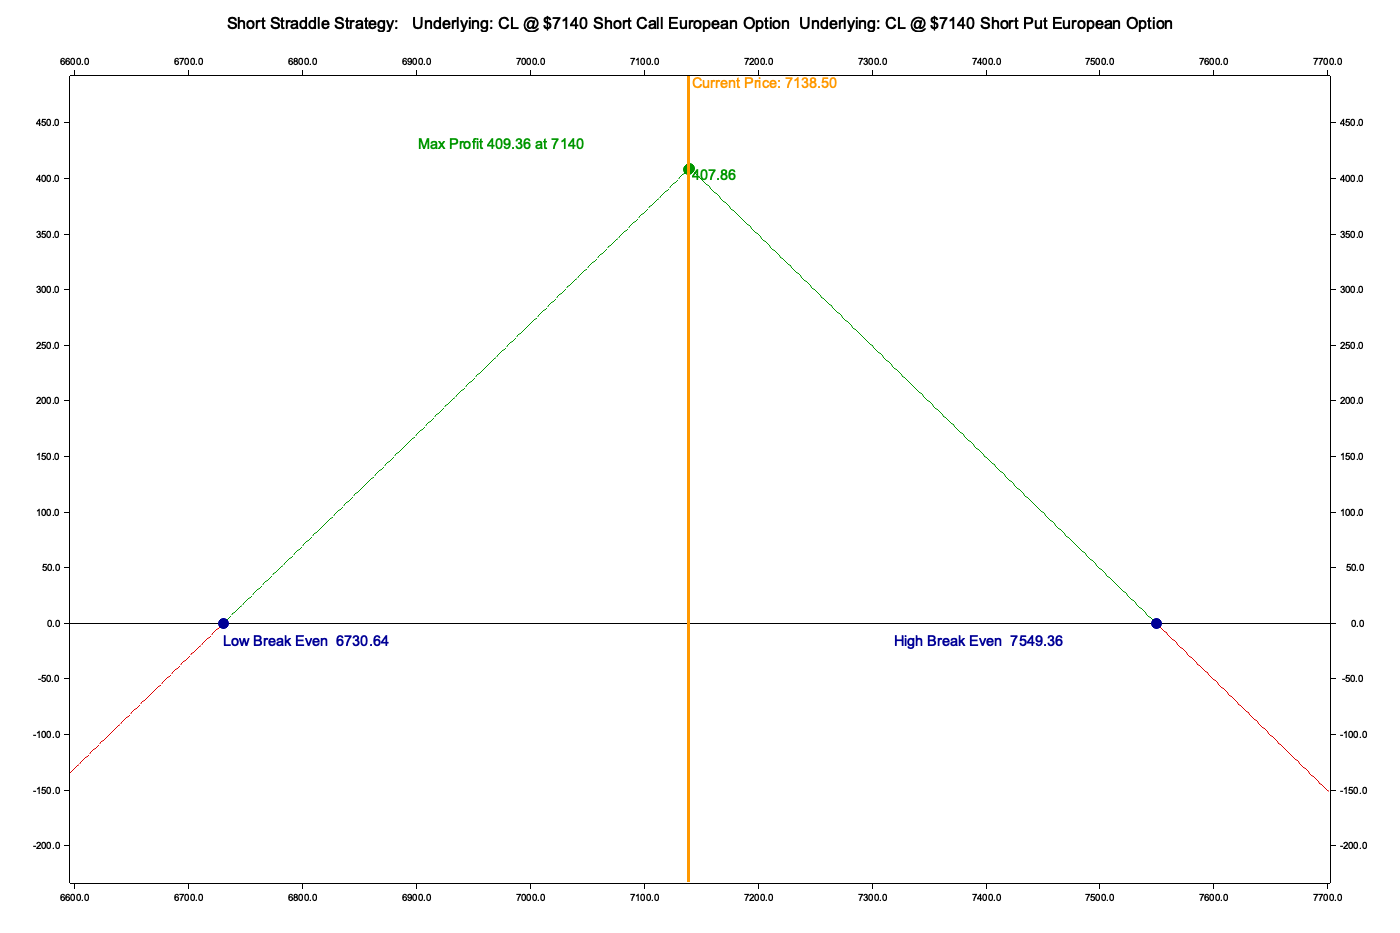 Short Straddle Strategy:   Underlying: CL @ $7140 Short Call European Option  Underlying: CL @ $7140 Short Put European Option
6600.0 6700.0 6800.0 6900.0 7000.0 7100.0 7200.0 7300.0 7400.0 7500.0 7600.0 7700.0
Current Price: 7138.50
450.0 450.0
Max Profit 409.36 at 7140
407.86
400.0 400.0
350.0 350.0
300.0 300.0
250.0 250.0
200.0 200.0
150.0 150.0
100.0 100.0
50.0 50.0
0.0 0.0
Low Break Even  6730.64 High Break Even  7549.36
-50.0 -50.0
-100.0 -100.0
-150.0 -150.0
-200.0 -200.0
6600.0 6700.0 6800.0 6900.0 7000.0 7100.0 7200.0 7300.0 7400.0 7500.0 7600.0 7700.0